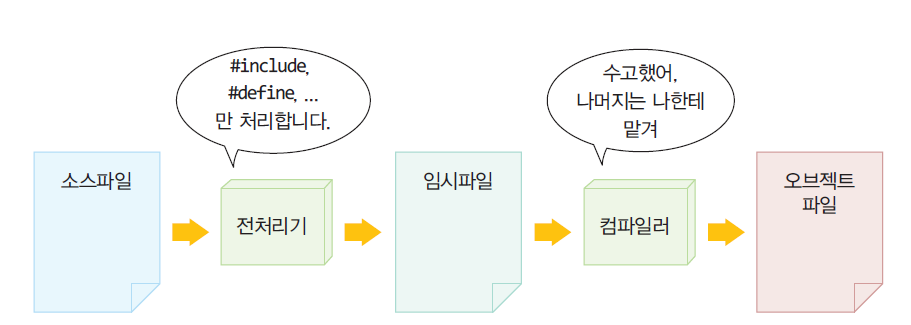 #include,
#define, ...
만 처리합니다.
수고했어,
나머지는 나한테
맡겨
소스파일
전처리기
임시파일
컴파일러
오브젝트
파일